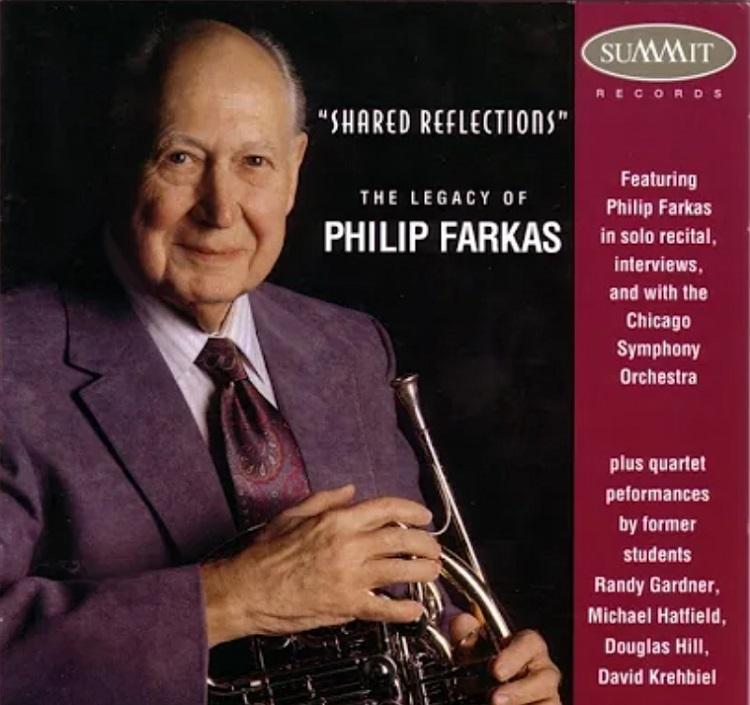 "SHARED REFLECTIONS"
THE LEGACY OF
PHILIP FARKAS
SUMMIT
RECORDS
Featuring
Philip Farkas
in solo recital,
interviews,
and with the
Chicago
Symphony
Orchestra
plus quartet
peformances
by former
students
Randy Gardner,
Michael Hatfield,
Douglas Hill,
David Krehbiel